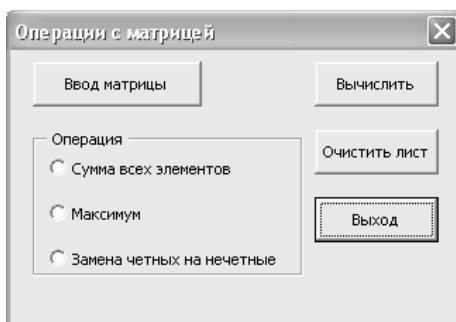 Операции с матрицей
Ввод матрицы
Вычислить
Операция
Сумма всех элементов
Очистить лист
Максимум
Выход
Замена четных на нечетные